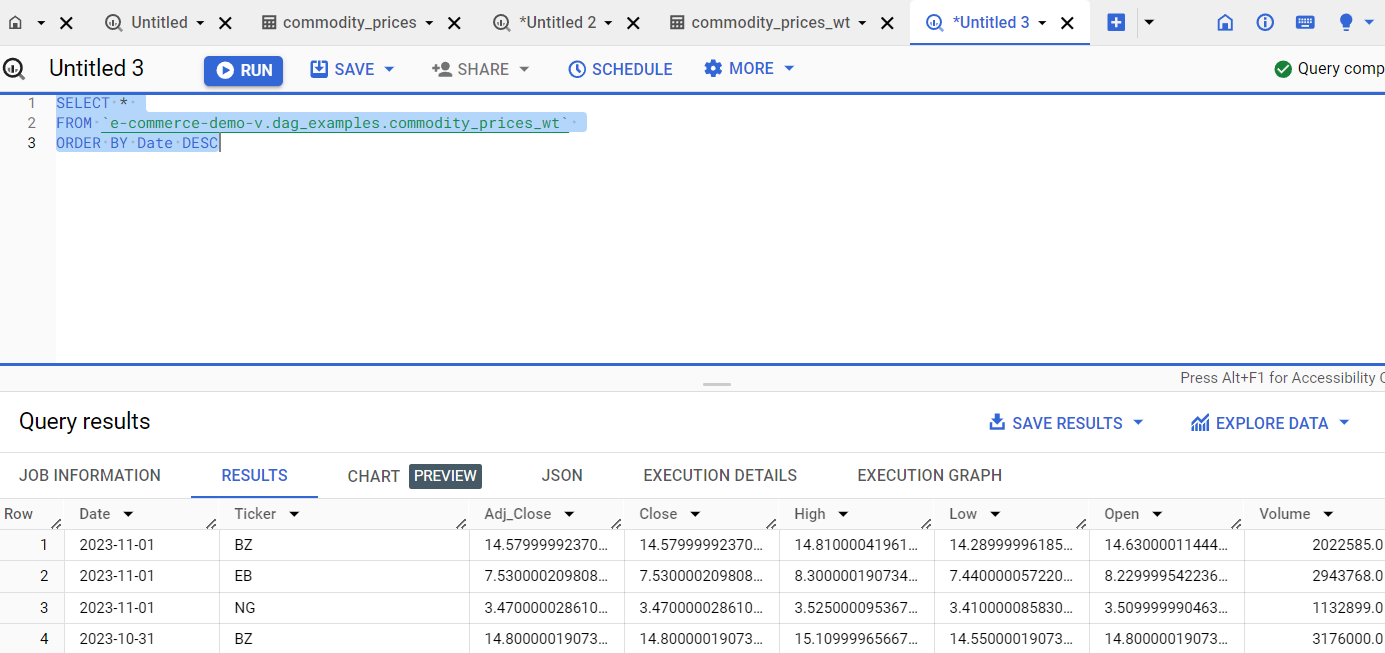 Untitled commodity_prices *Untitled 2 commodity_prices_wt *Untitled 3
Untitled 3 RUN SAVE SHARE SCHEDULE MORE Query comp
1 SELECT *
2 FROM `e-commerce-demo-v.dag_examples.commodity_prices_wt`
3 ORDER BY Date DESC
Press Alt+F1 for Accessibility O
Query results SAVE RESULTS EXPLORE DATA
JOB INFORMATION RESULTS CHART PREVIEW JSON EXECUTION DETAILS EXECUTION GRAPH
Row Date Ticker Adj_Close Close High Low Open Volume
1 2023-11-01 BZ 14.57999992370... 14.57999992370... 14.81000041961... 14.28999996185... 14.63000011444... 2022585.0
2 2023-11-01 EB 7.530000209808... 7.530000209808... 8.300000190734... 7.440000057220... 8.229999542236... 2943768.0
3 2023-11-01 NG 3.470000028610... 3.470000028610... 3.525000095367... 3.410000085830... 3.509999990463... 1132899.0
4 2023-10-31 BZ 14.80000019073... 14.80000019073... 15.10999965667... 14.55000019073... 14.80000019073... 3176000.0